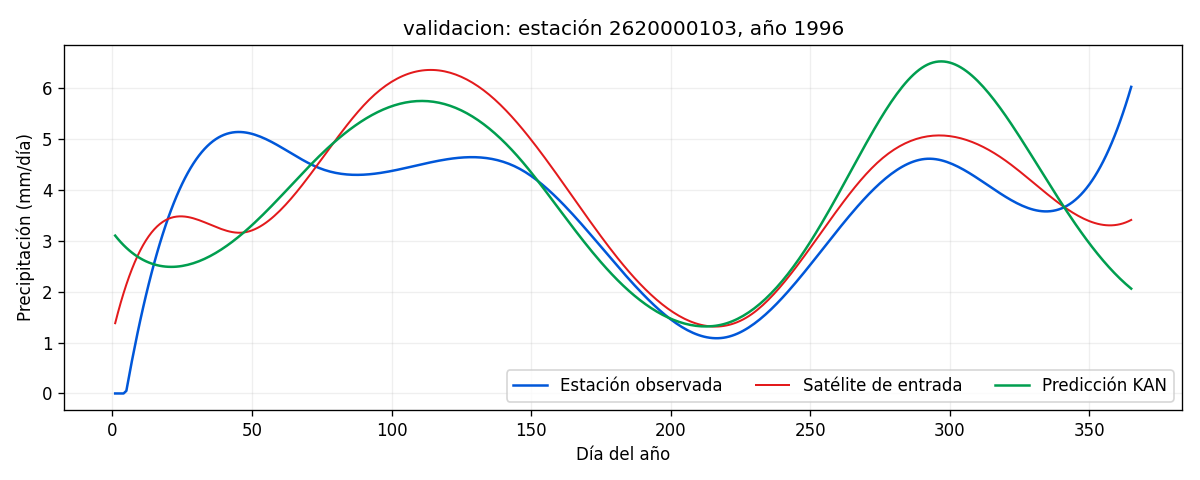 validacion: estación 2620000103, año 1996
Precipitación (mm/día)
6
5
4
3
2
1
0
Estación observada
Satélite de entrada
Predicción KAN
0 50 100 150 200 250 300 350
Día del año